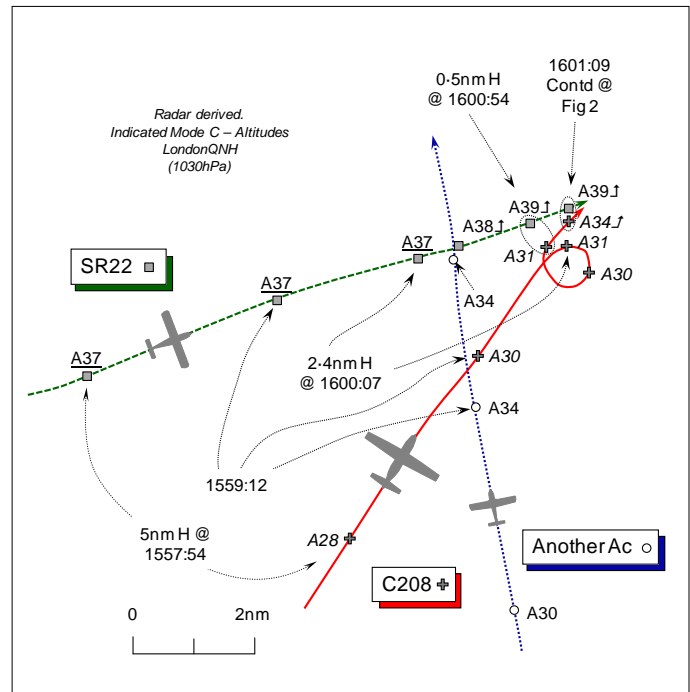 1601:09
Contd @
Fig 2
0·5nm H
@ 1600:54
Radar derived.
Indicated Mode C – Altitudes
LondonQNH
(1030hPa)
A39↥
A39↥
A34↥
A38↥
A31
A31
A37
SR22
A30
A37
A34
2·4nm H
@ 1600:07
A30
A37
A34
1559:12
5nm H @
1557:54
A28
Another Ac
C208
0
2nm
A30